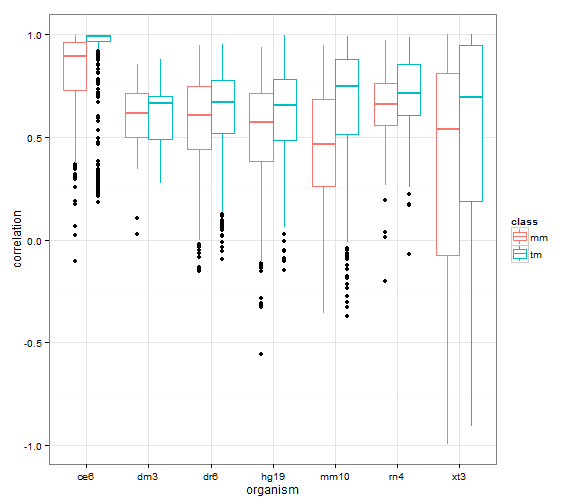 correlation
1.0
0.5
0.0
-0.5
-1.0
ce6 dm3 dr6 hg19 mm10 rn4 xt3
organism
class
mm
tm